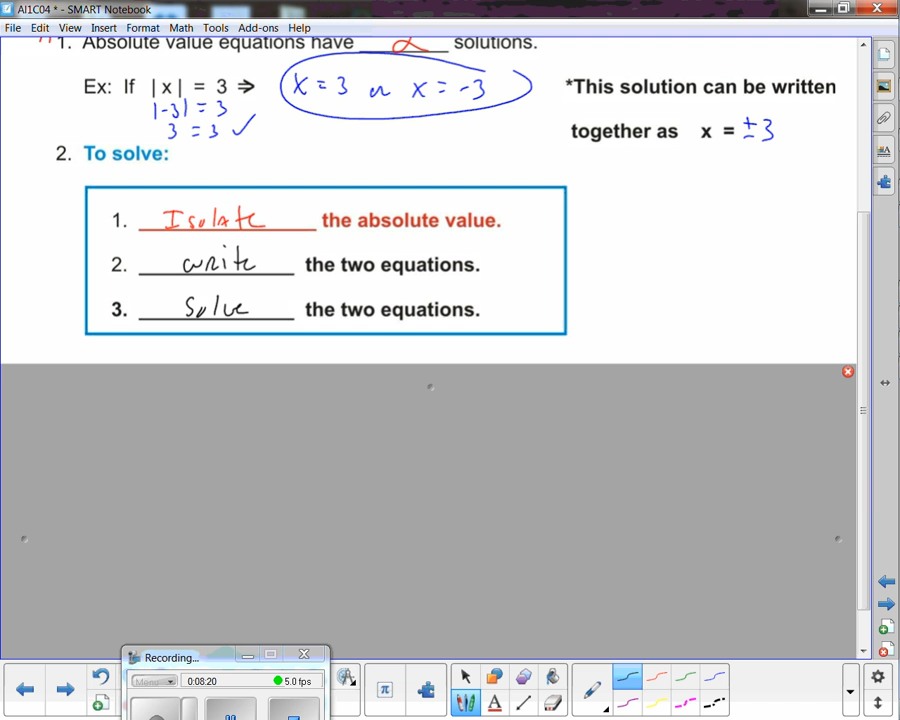 AI1C04 * - SMART Notebook
File Edit View Insert Format Math Tools Add-ons Help
1. Absolute value equations have 2 solutions.
Ex: If |x| = 3 ⇒ x = 3 or x = -3 *This solution can be written
|-3| = 3
3 = 3 ✓ together as x = ±3
2. To solve:
1. Isolate the absolute value.
2. write the two equations.
3. Solve the two equations.
Recording...
Menu 0:08:20 5.0 fps